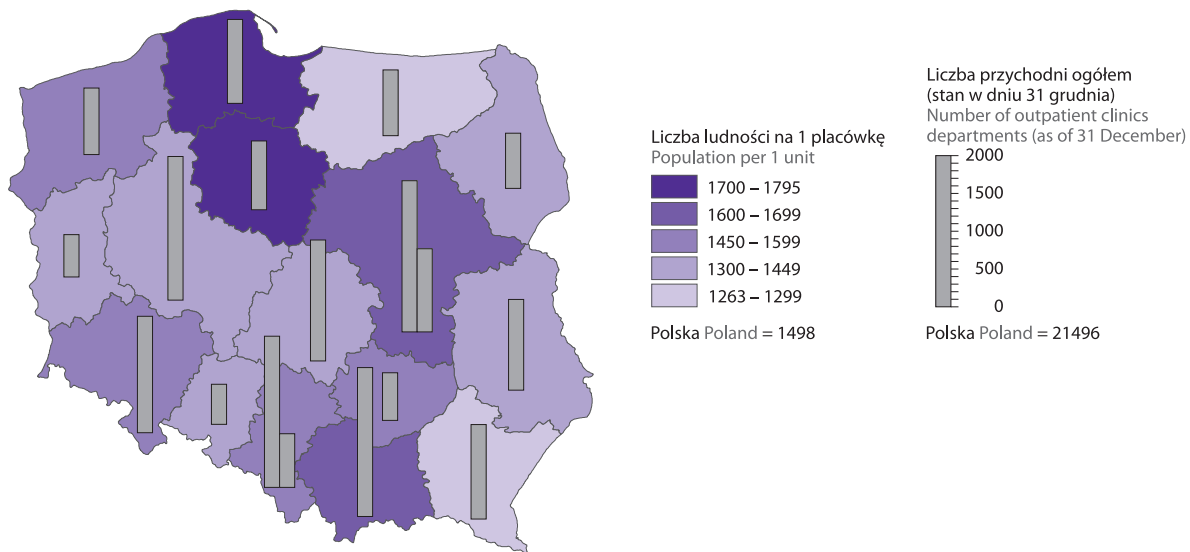 Liczba ludności na 1 placówkę
Population per 1 unit
1700 – 1795
1600 – 1699
1450 – 1599
1300 – 1449
1263 – 1299
Polska Poland = 1498
Liczba przychodni ogółem
(stan w dniu 31 grudnia)
Number of outpatient clinics
departments (as of 31 December)
2000
1500
1000
500
0
Polska Poland = 21496